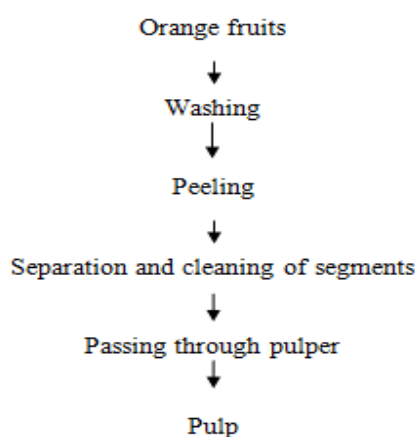 Orange fruits
Washing
Peeling
Separation and cleaning of segments
Passing through pulper
Pulp